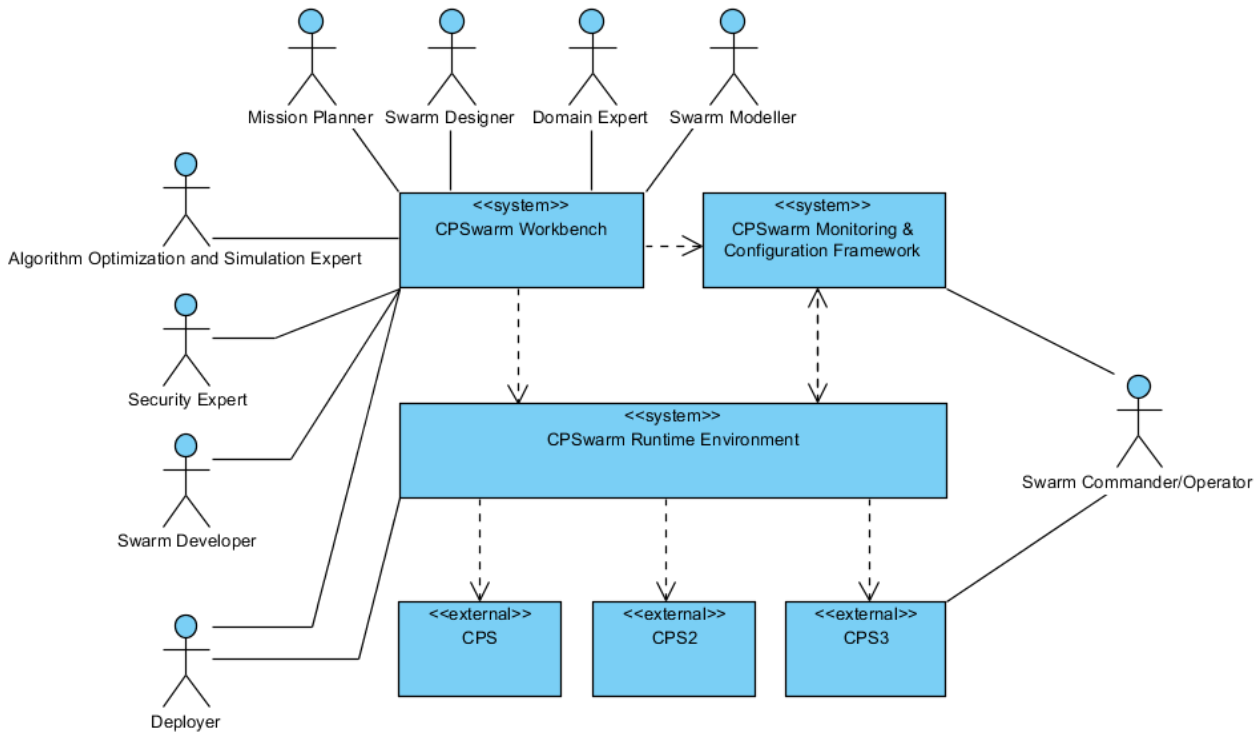 Mission Planner
Swarm Designer
Domain Expert
Swarm Modeller
Algorithm Optimization and Simulation Expert
<<system>>
CPSwarm Workbench
<<system>>
CPSwarm Monitoring &
Configuration Framework
Security Expert
<<system>>
CPSwarm Runtime Environment
Swarm Commander/Operator
Swarm Developer
<<external>>
CPS
<<external>>
CPS2
<<external>>
CPS3
Deployer